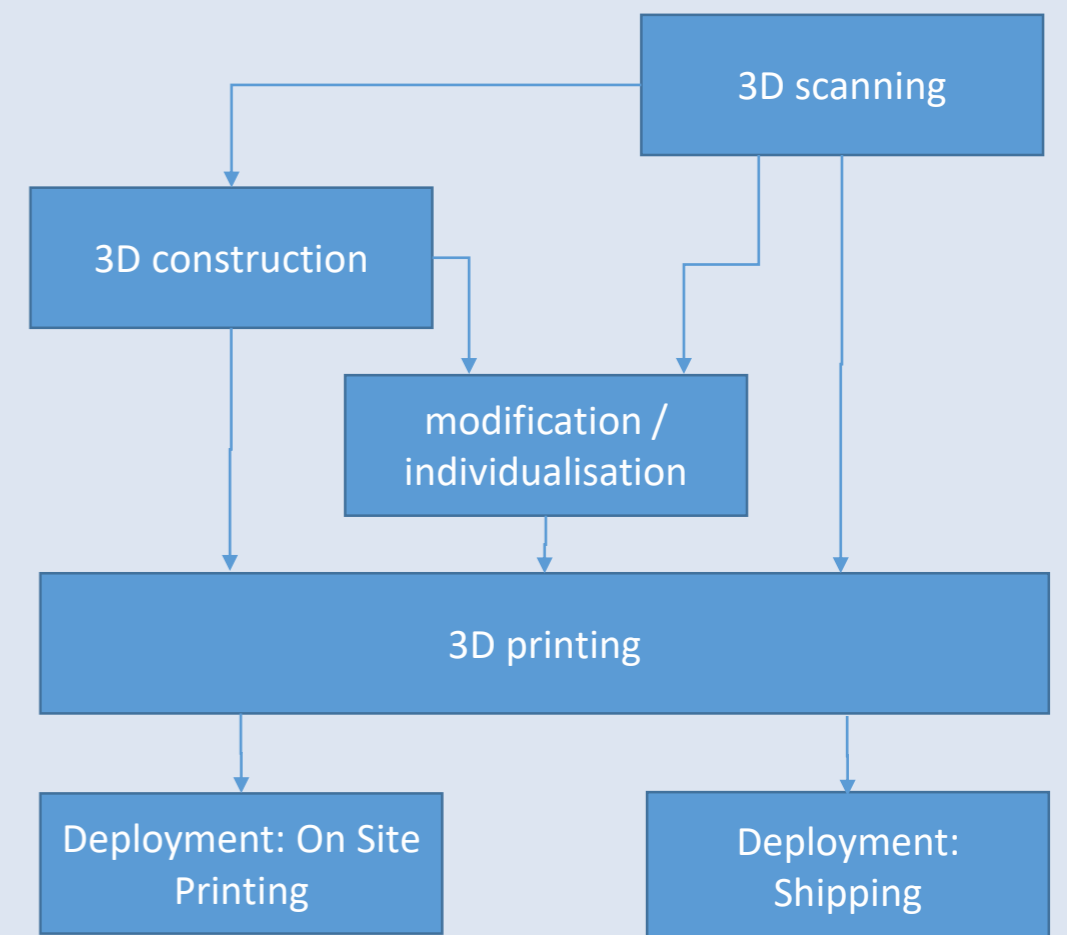 3D scanning
3D construction
modification /
individualisation
3D printing
Deployment: On Site
Printing
Deployment:
Shipping